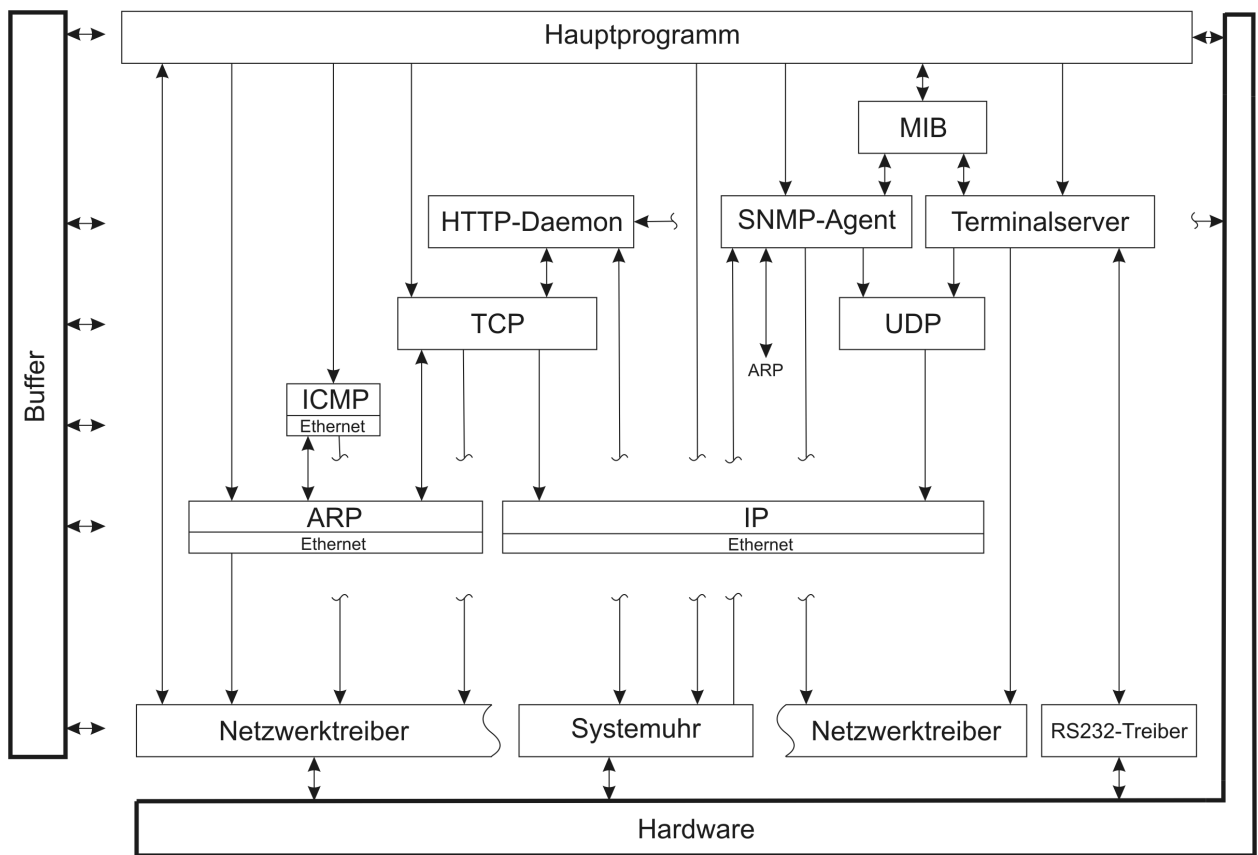 Hauptprogramm
MIB
HTTP-Daemon
SNMP-Agent
Terminalserver
TCP
UDP
ARP
Buffer
ICMP
Ethernet
ARP
Ethernet
IP
Ethernet
Netzwerktreiber
Systemuhr
Netzwerktreiber
RS232-Treiber
Hardware